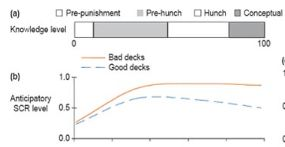 (a) Pre-punishment Pre-hunch Hunch Conceptual
Knowledge level
0 100
Bad decks
Good decks
(b) 1.0
Anticipatory
SCR level
0.5
0.0